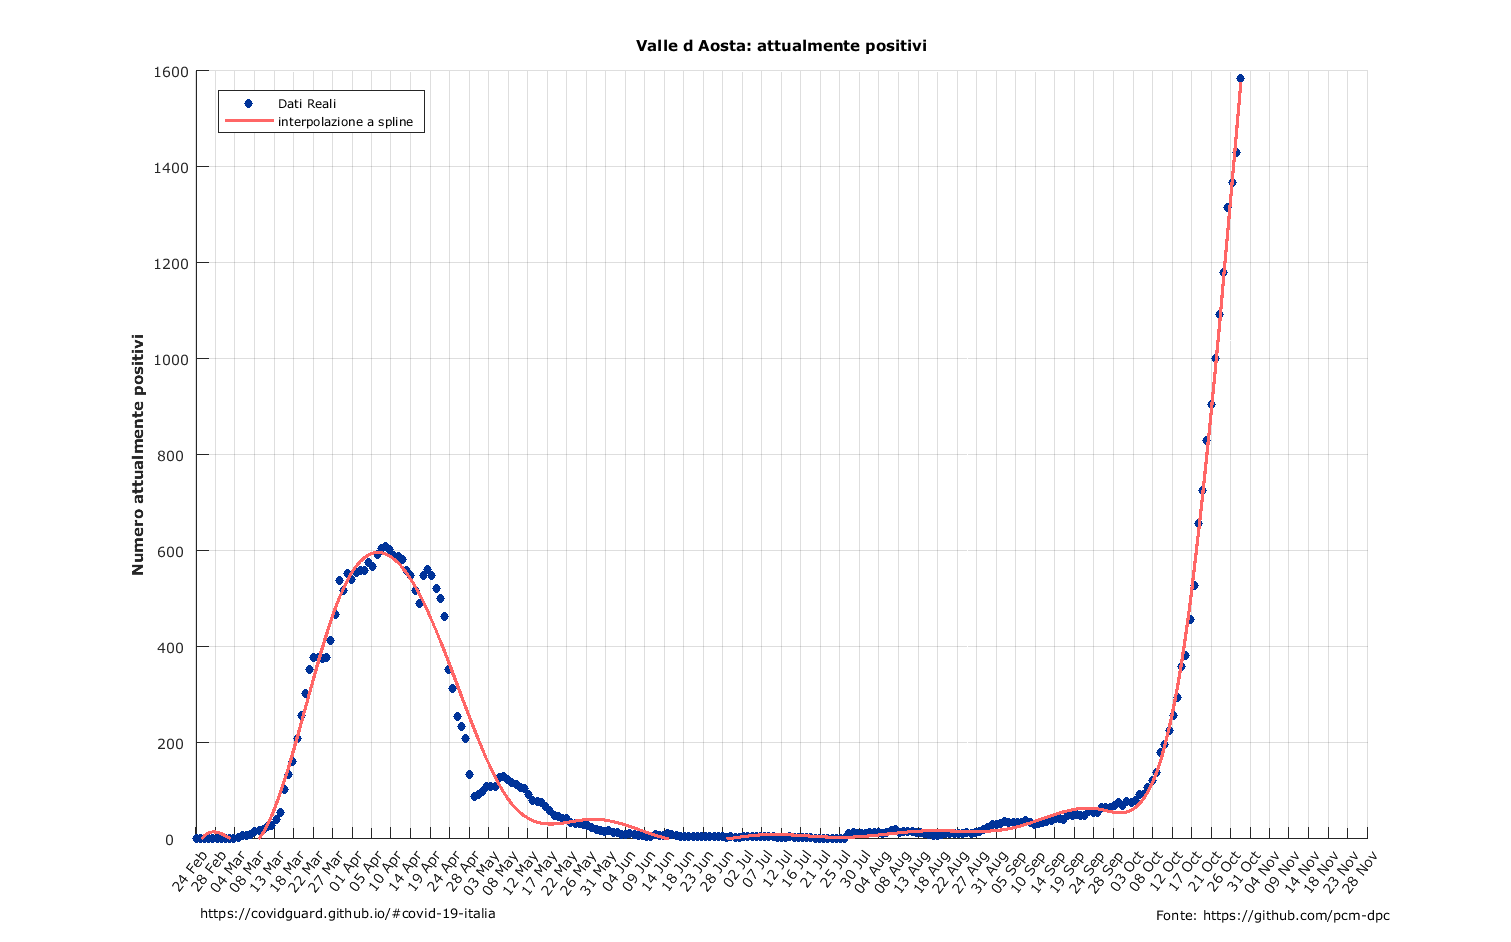 Valle d Aosta: attualmente positivi
Dati Reali
interpolazione a spline
Numero attualmente positivi
1600
1400
1200
1000
800
600
400
200
0
24 Feb
28 Feb
04 Mar
08 Mar
13 Mar
18 Mar
22 Mar
27 Mar
01 Apr
05 Apr
10 Apr
14 Apr
19 Apr
24 Apr
28 Apr
03 May
08 May
12 May
17 May
22 May
26 May
31 May
04 Jun
09 Jun
14 Jun
18 Jun
23 Jun
28 Jun
02 Jul
07 Jul
12 Jul
16 Jul
21 Jul
25 Jul
30 Jul
04 Aug
08 Aug
13 Aug
18 Aug
22 Aug
27 Aug
31 Aug
05 Sep
10 Sep
14 Sep
19 Sep
24 Sep
28 Sep
03 Oct
08 Oct
12 Oct
17 Oct
21 Oct
26 Oct
31 Oct
04 Nov
09 Nov
14 Nov
18 Nov
23 Nov
28 Nov
https://covidguard.github.io/#covid-19-italia
Fonte: https://github.com/pcm-dpc